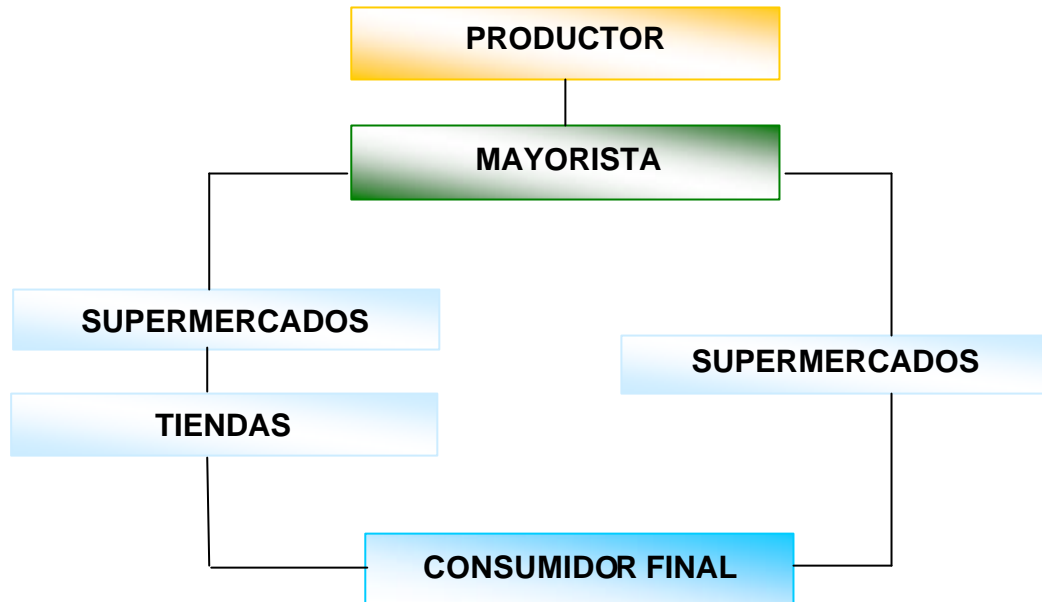 PRODUCTOR
MAYORISTA
SUPERMERCADOS
SUPERMERCADOS
TIENDAS
CONSUMIDOR FINAL